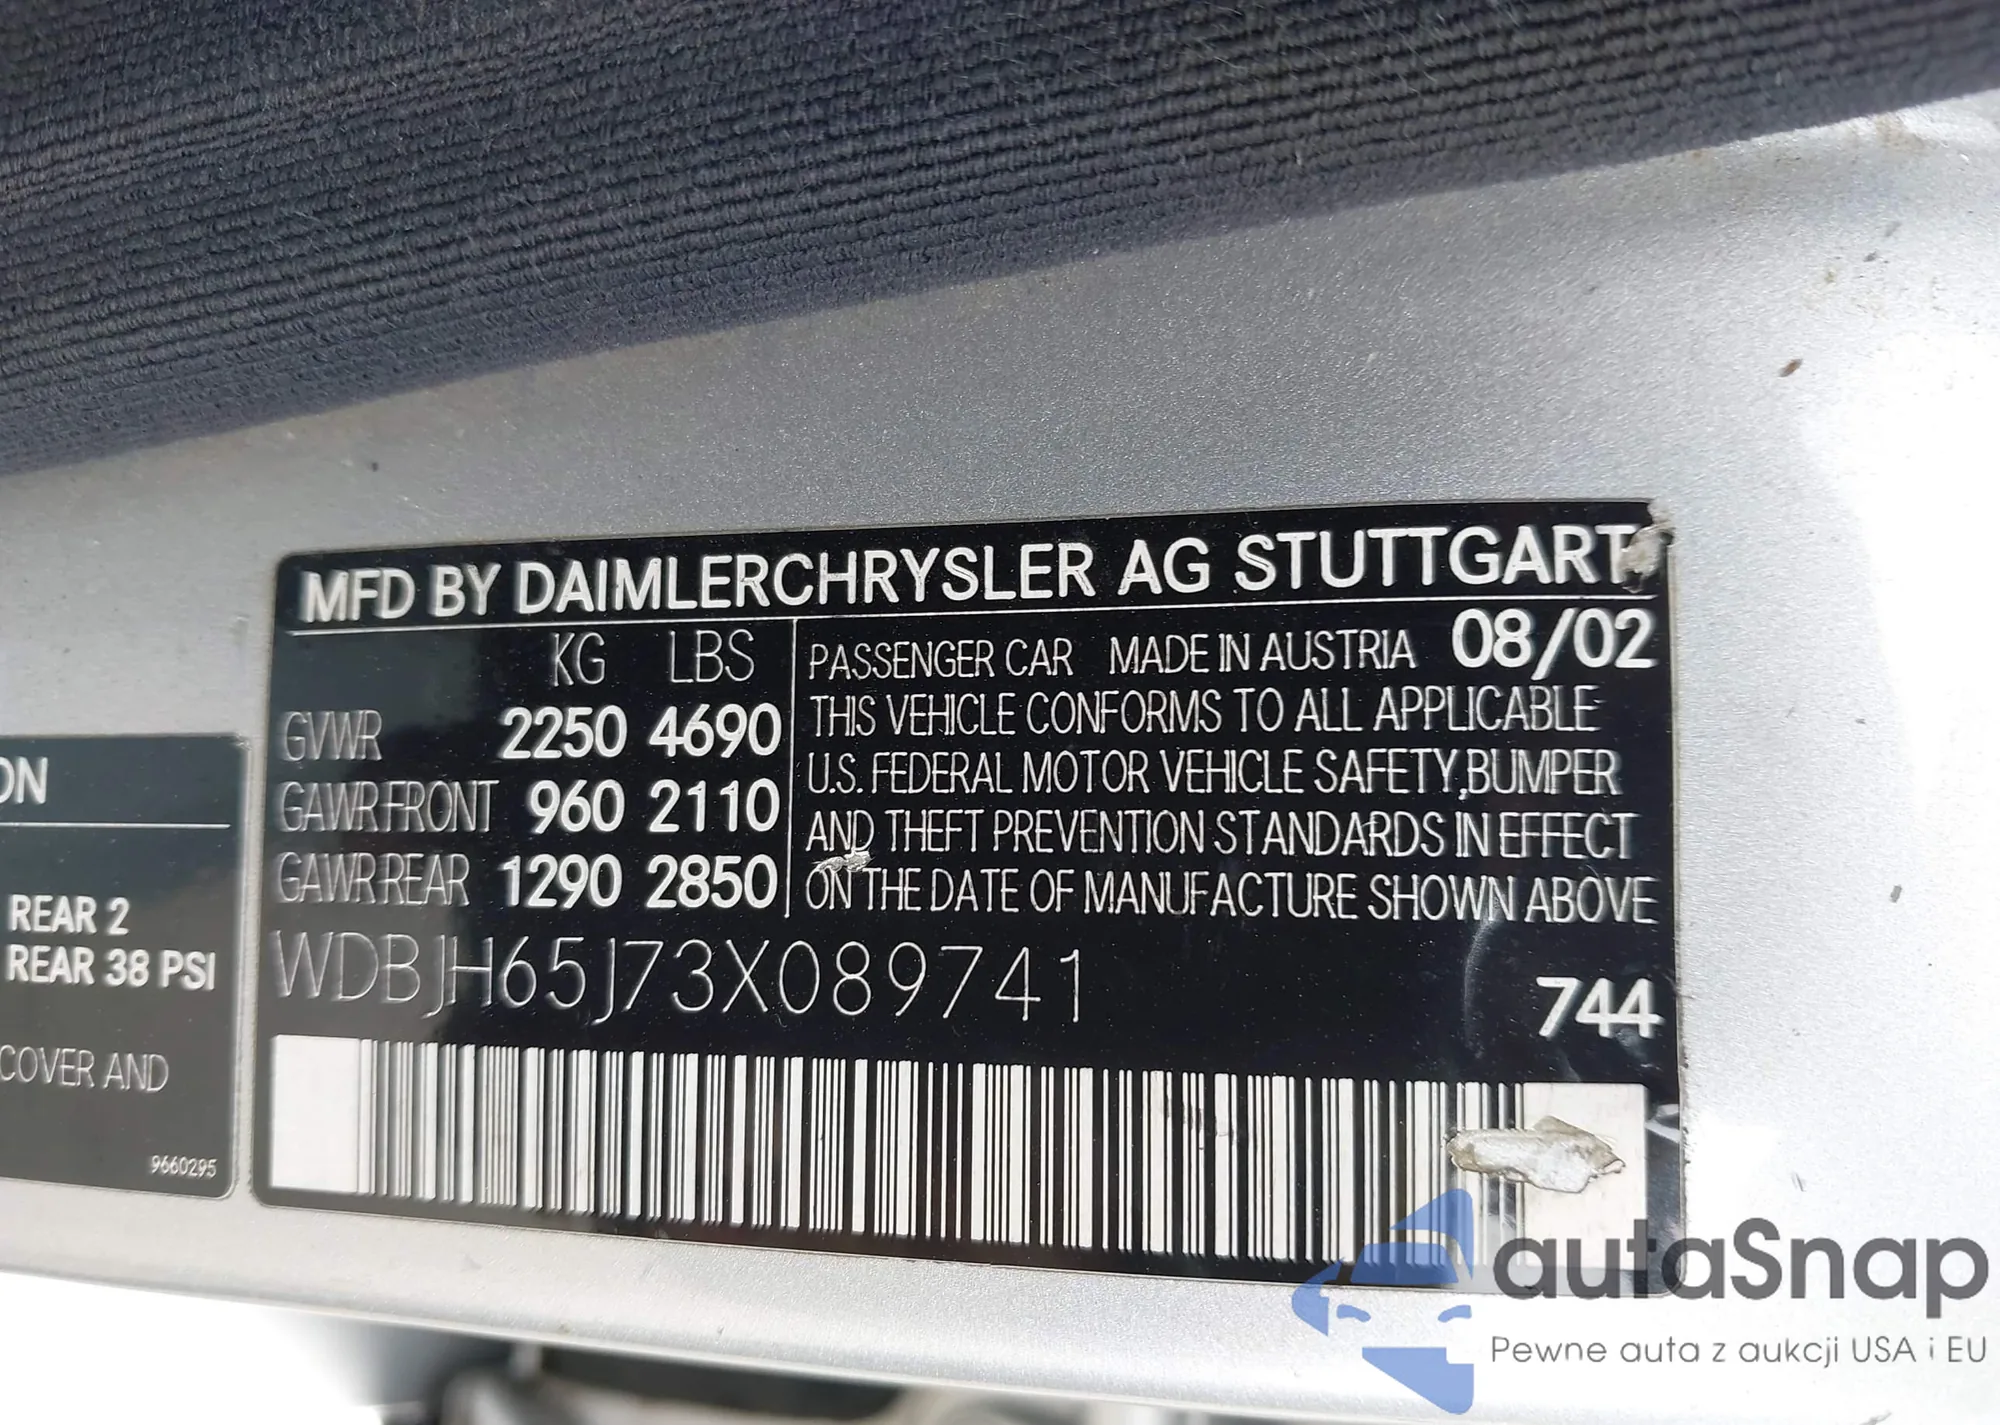 MFD BY DAIMLERCHRYSLER AG STUTTGART
KG LBS
GVWR 2250 4690
GAWR FRONT 960 2110
GAWR REAR 1290 2850
PASSENGER CAR MADE IN AUSTRIA 08/02
THIS VEHICLE CONFORMS TO ALL APPLICABLE
U.S. FEDERAL MOTOR VEHICLE SAFETY, BUMPER
AND THEFT PREVENTION STANDARDS IN EFFECT
ON THE DATE OF MANUFACTURE SHOWN ABOVE
WDBJH65J73X089741
744
ON
REAR 2
REAR 38 PSI
COVER AND
9660295
autaSnap
Pewne auta z aukcji USA i EU